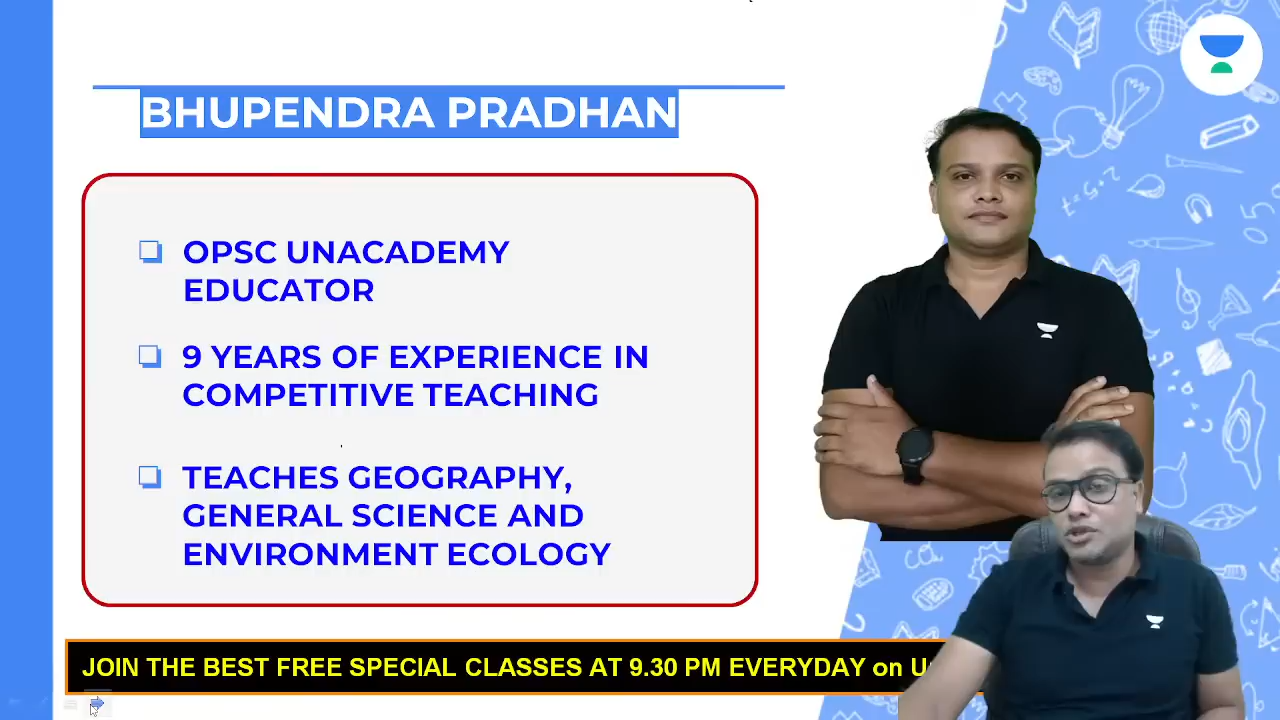 BHUPENDRA PRADHAN
OPSC UNACADEMY
EDUCATOR
9 YEARS OF EXPERIENCE IN
COMPETITIVE TEACHING
TEACHES GEOGRAPHY,
GENERAL SCIENCE AND
ENVIRONMENT ECOLOGY
JOIN THE BEST FREE SPECIAL CLASSES AT 9.30 PM EVERYDAY on